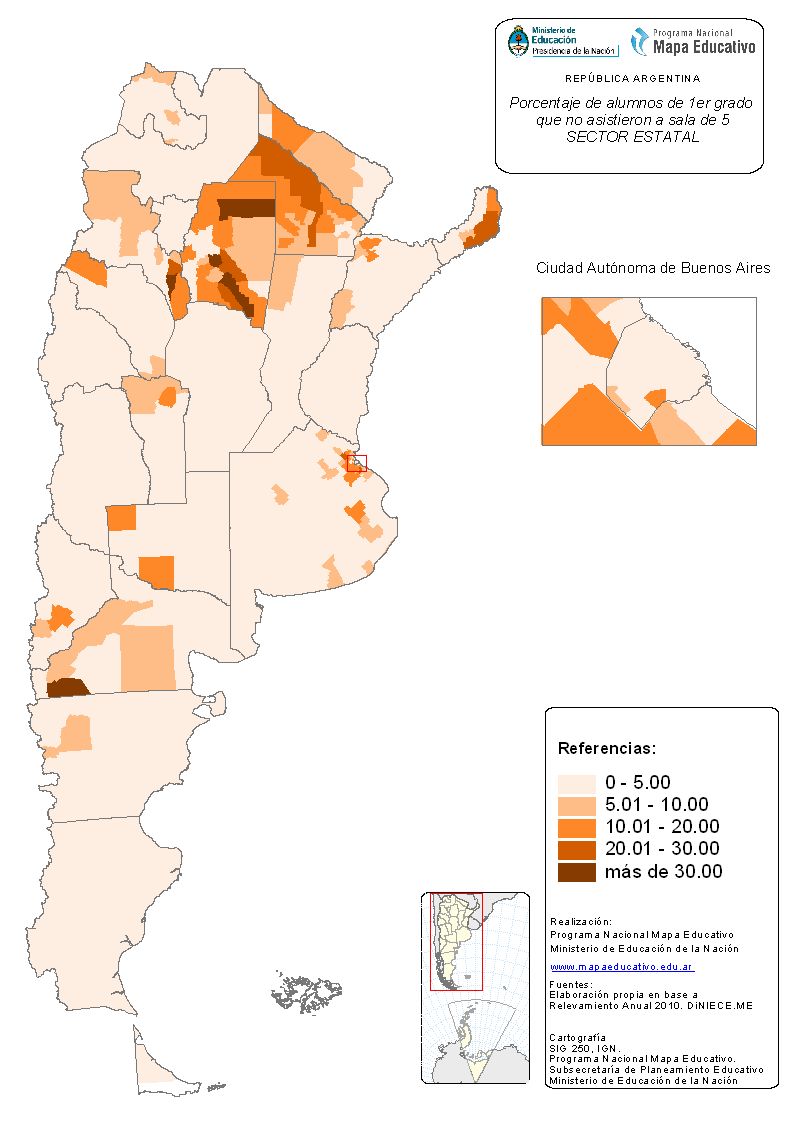 Ministerio de
Educación
Presidencia de la Nación
Programa Nacional
Mapa Educativo
REPÚBLICA ARGENTINA
Porcentaje de alumnos de 1er grado
que no asistieron a sala de 5
SECTOR ESTATAL
Ciudad Autónoma de Buenos Aires
Referencias:
0 - 5.00
5.01 - 10.00
10.01 - 20.00
20.01 - 30.00
más de 30.00
Realización:
Programa Nacional Mapa Educativo
Ministerio de Educación de la Nación
www.mapaeducativo.edu.ar
Fuentes:
Elaboración propia en base a
Relevamiento Anual 2010. DiNIECE.ME
Cartografía
SIG 250, IGN.
Programa Nacional Mapa Educativo.
Subsecretaría de Planeamiento Educativo
Ministerio de Educación de la Nación